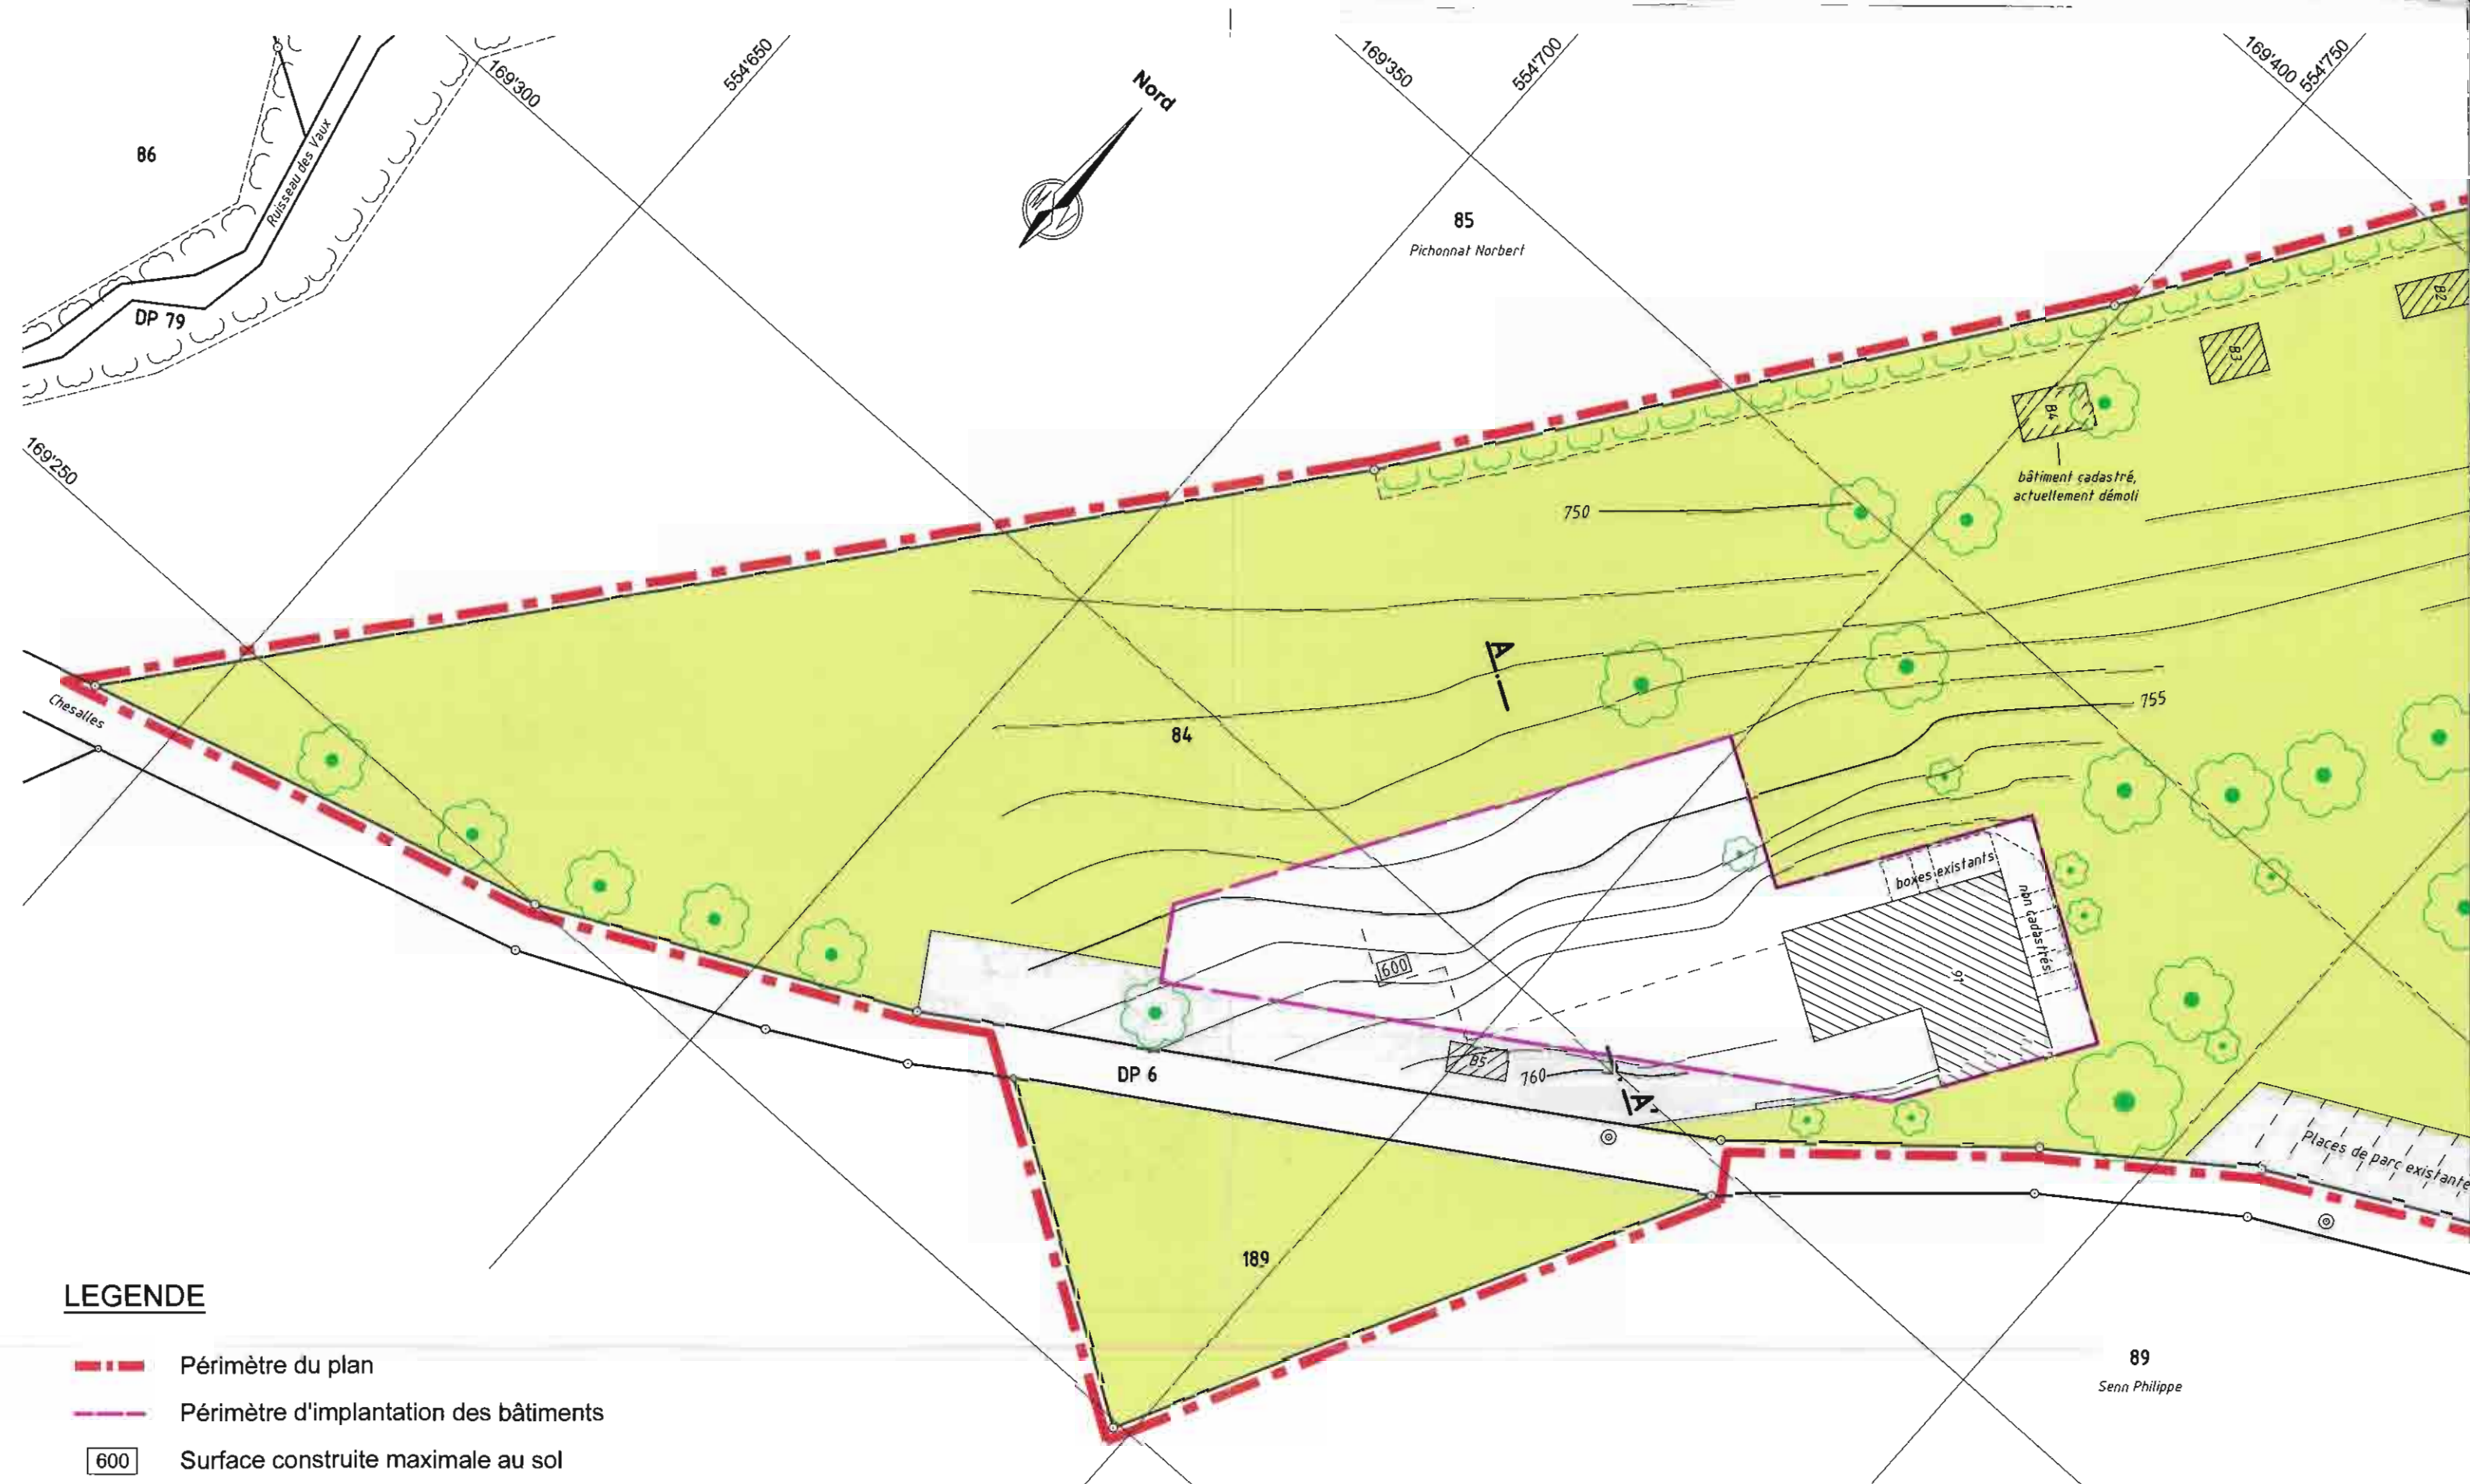 169'300
554'650
169'350
554'700
169'400
554'750
Nord
86
Ruisseau des Vaux
DP 79
85
Pichonnat Norbert
B2
B3
B4
bâtiment cadastré,
actuellement démoli
169'250
750
A
755
Chesalles
84
boxes existants
non cadastrés
600
91
B5
760
A'
DP 6
Places de parc existante
189
89
Senn Philippe
LEGENDE
Périmètre du plan
Périmètre d'implantation des bâtiments
600 Surface construite maximale au sol